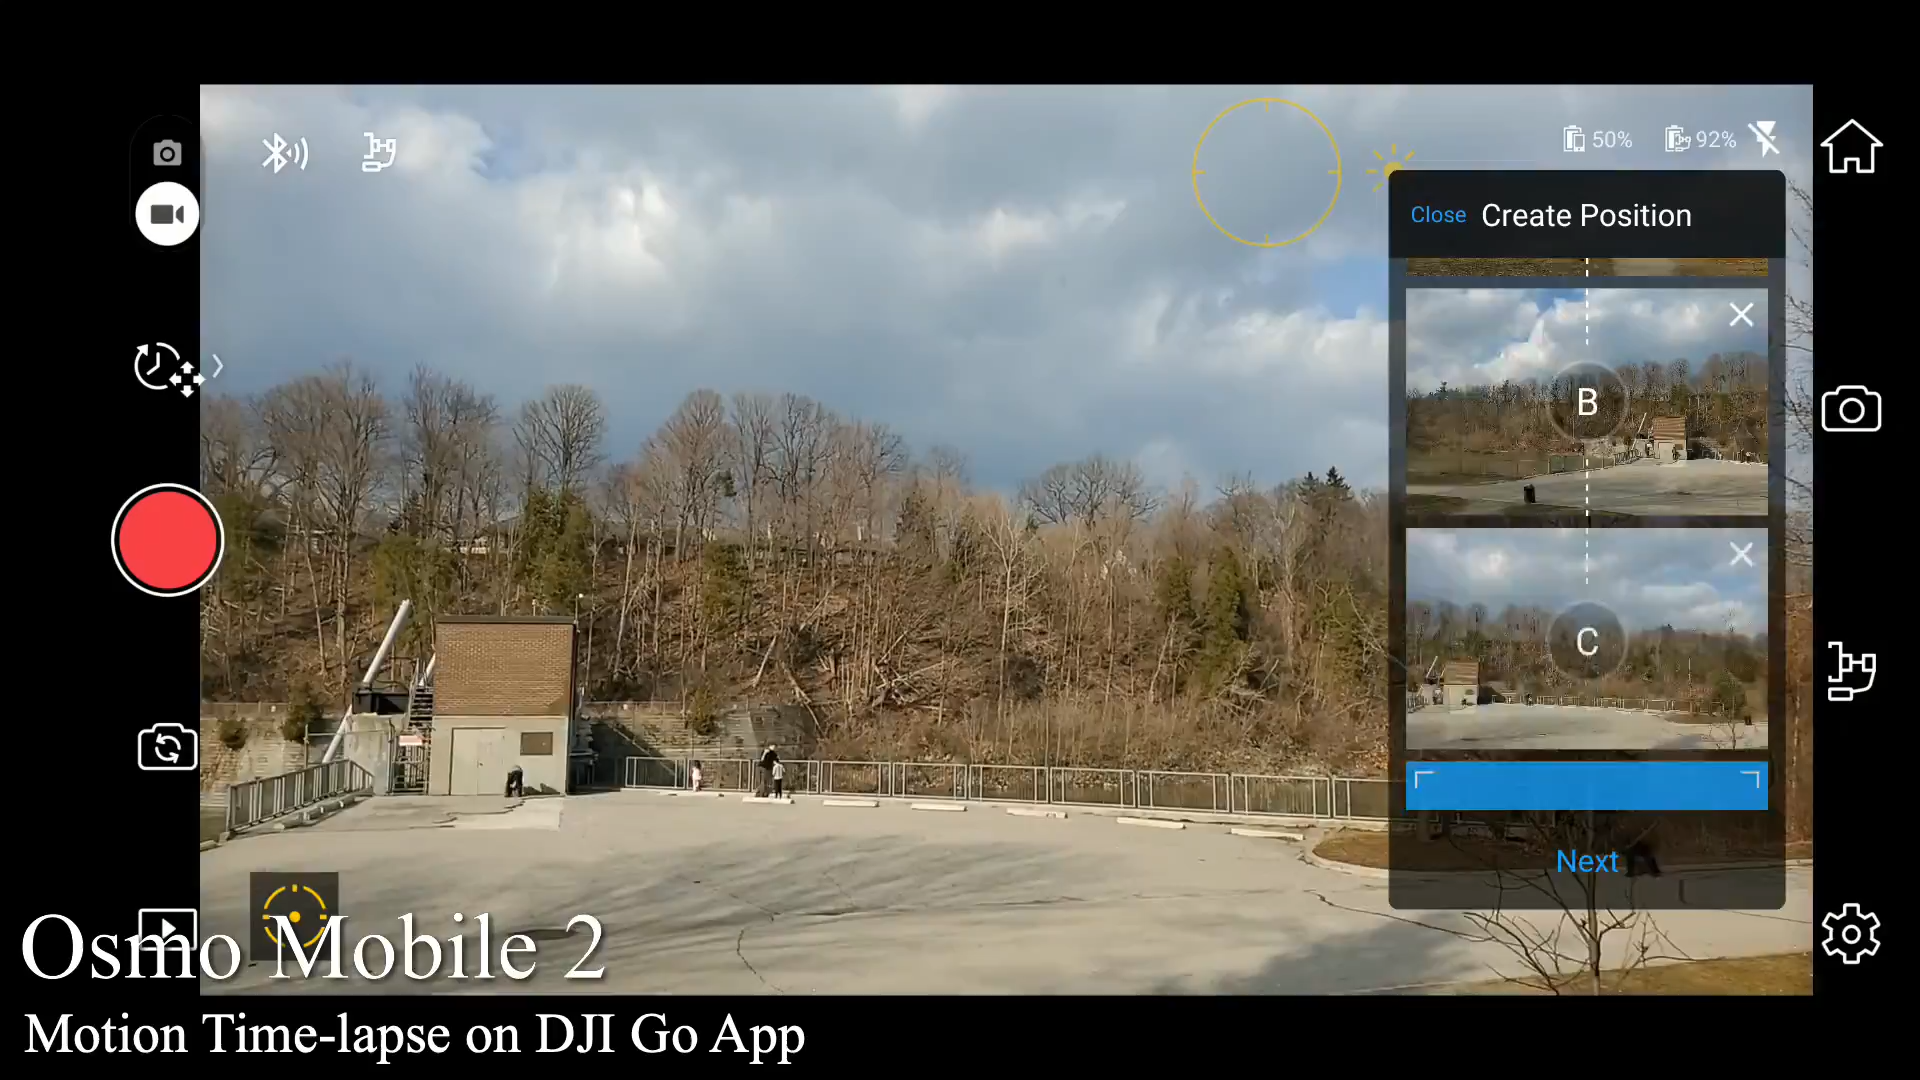 50%
92%
Close Create Position
B
C
Next
Osmo Mobile 2
Motion Time-lapse on DJI Go App